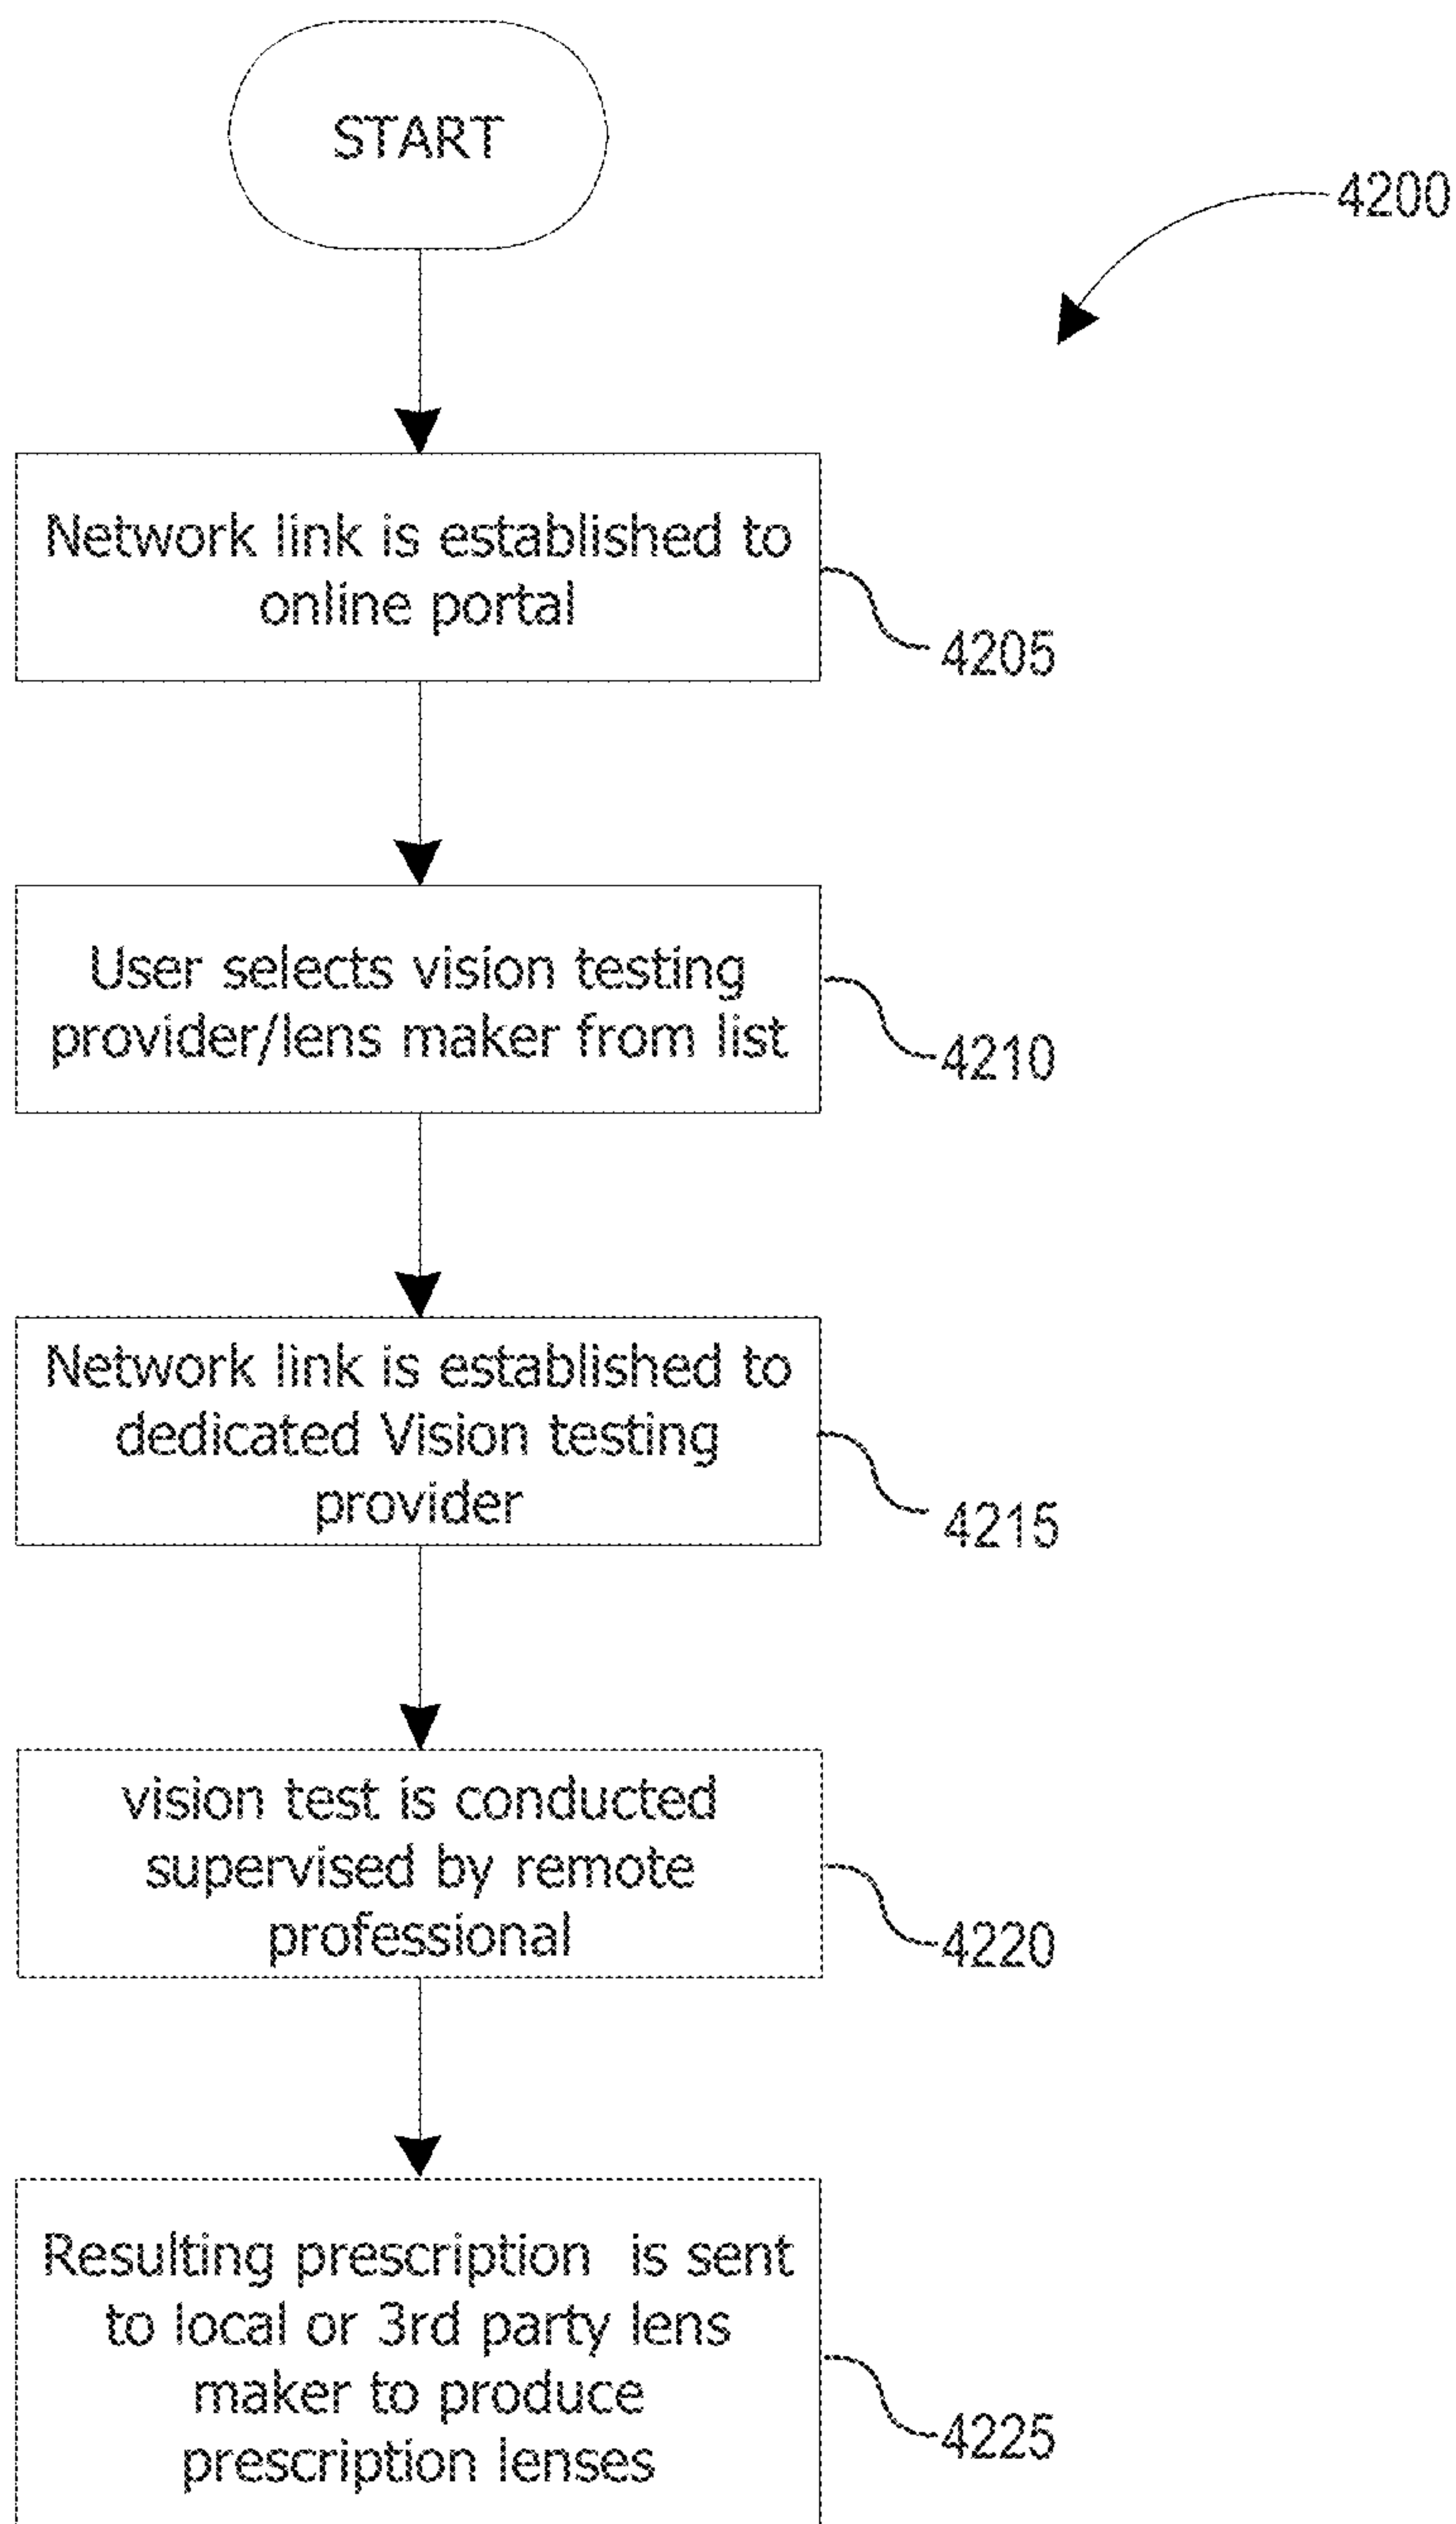 START
4200
Network link is established to
online portal
4205
User selects vision testing
provider/lens maker from list
4210
Network link is established to
dedicated Vision testing
provider
4215
vision test is conducted
supervised by remote
professional
4220
Resulting prescription is sent
to local or 3rd party lens
maker to produce
prescription lenses
4225